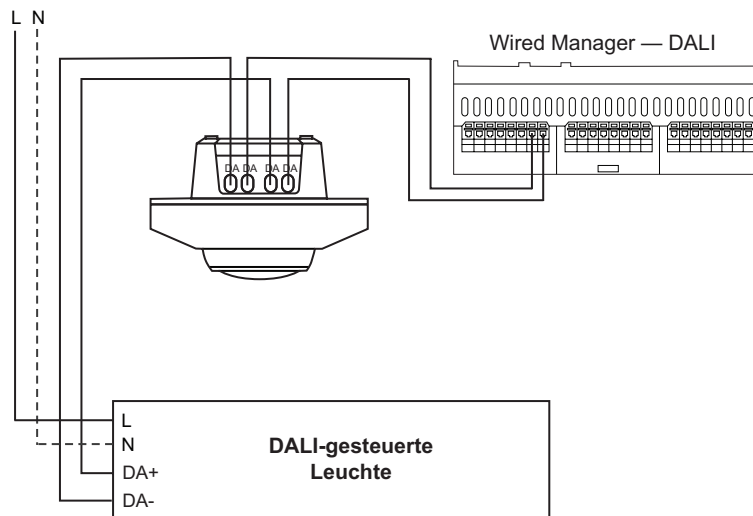 L N
Wired Manager — DALI
DA DA DA DA
L
N
DA+
DA-
DALI-gesteuerte
Leuchte